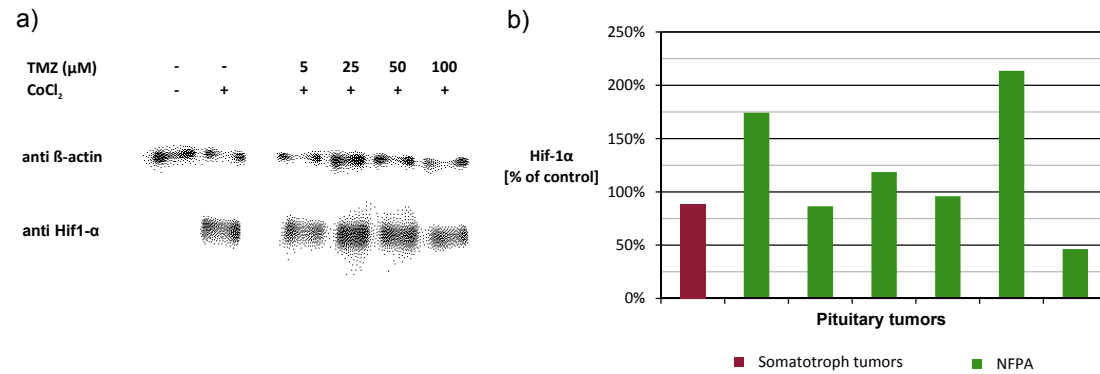 a)
TMZ (µM) - - 5 25 50 100
CoCl₂ - + + + + +
anti ß-actin
anti Hif1-α
b)
250%
200%
150%
100%
50%
0%
Hif-1α
[% of control]
Pituitary tumors
Somatotroph tumors
NFPA